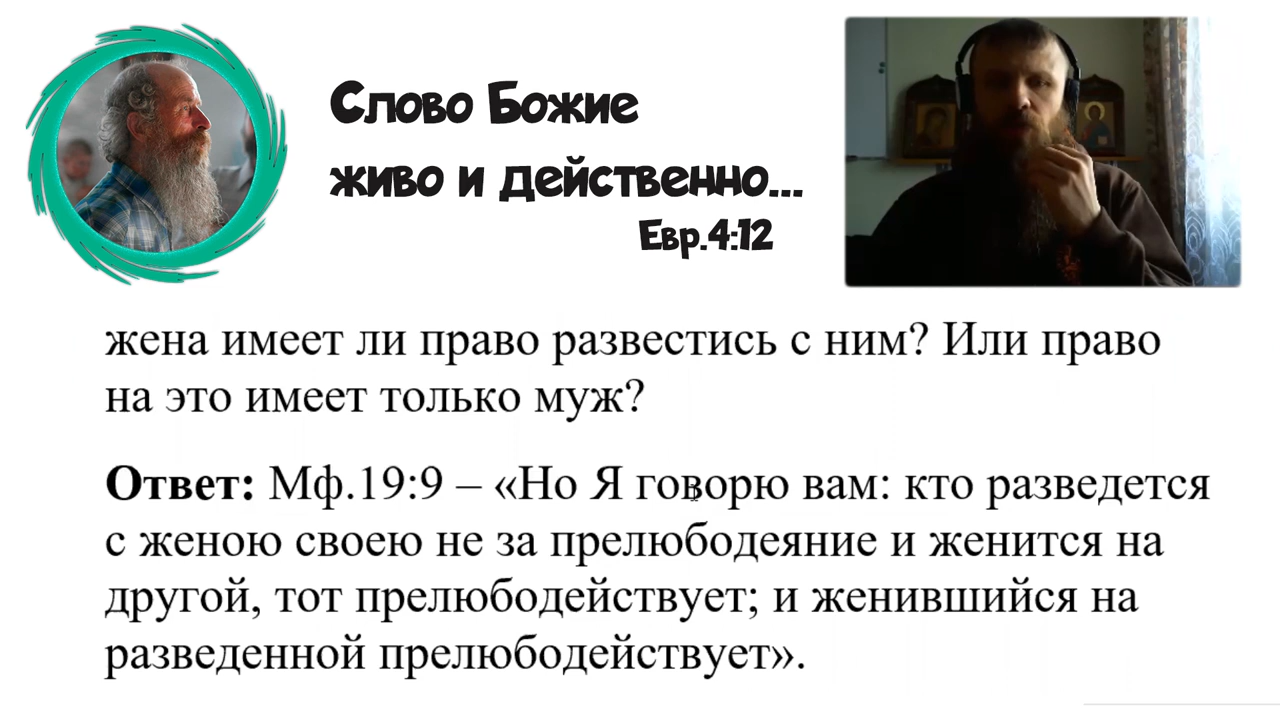 Слово Божие
живо и действенно...
Евр.4:12
жена имеет ли право развестись с ним? Или право
на это имеет только муж?
Ответ: Мф.19:9 – «Но Я говорю вам: кто разведется
с женою своею не за прелюбодеяние и женится на
другой, тот прелюбодействует; и женившийся на
разведенной прелюбодействует».